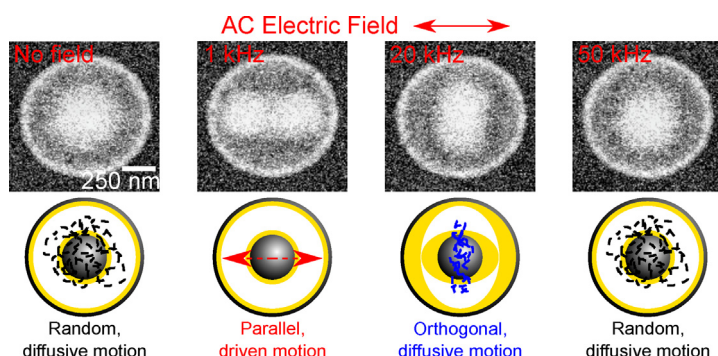 AC Electric Field
No field
1 kHz
20 kHz
50 kHz
250 nm
Random,
diffusive motion
Parallel,
driven motion
Orthogonal,
diffusive motion
Random,
diffusive motion